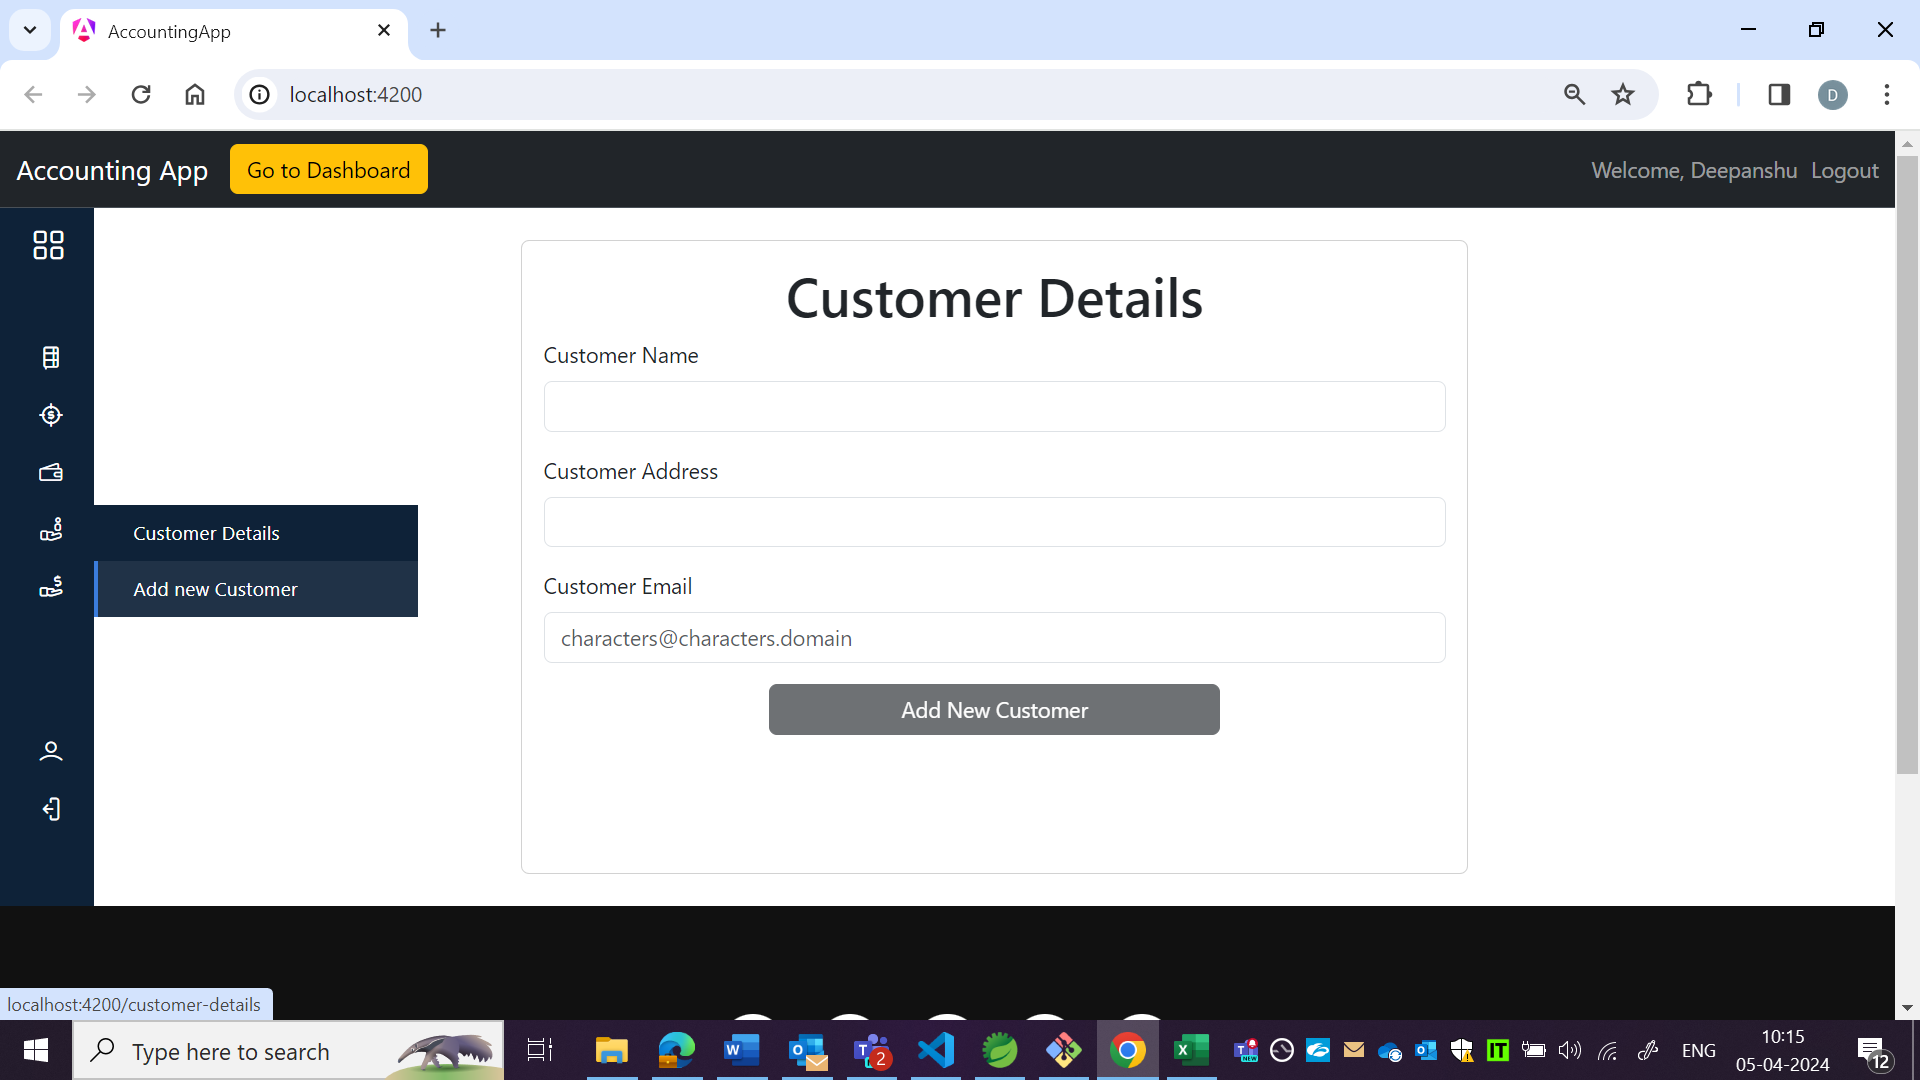 AccountingApp
localhost:4200
D
Accounting App
Go to Dashboard
Welcome, Deepanshu
Logout
Customer Details
Customer Name
Customer Address
Customer Details
Add new Customer
Customer Email
characters@characters.domain
Add New Customer
localhost:4200/customer-details
Type here to search
2
ENG
10:15
05-04-2024
12